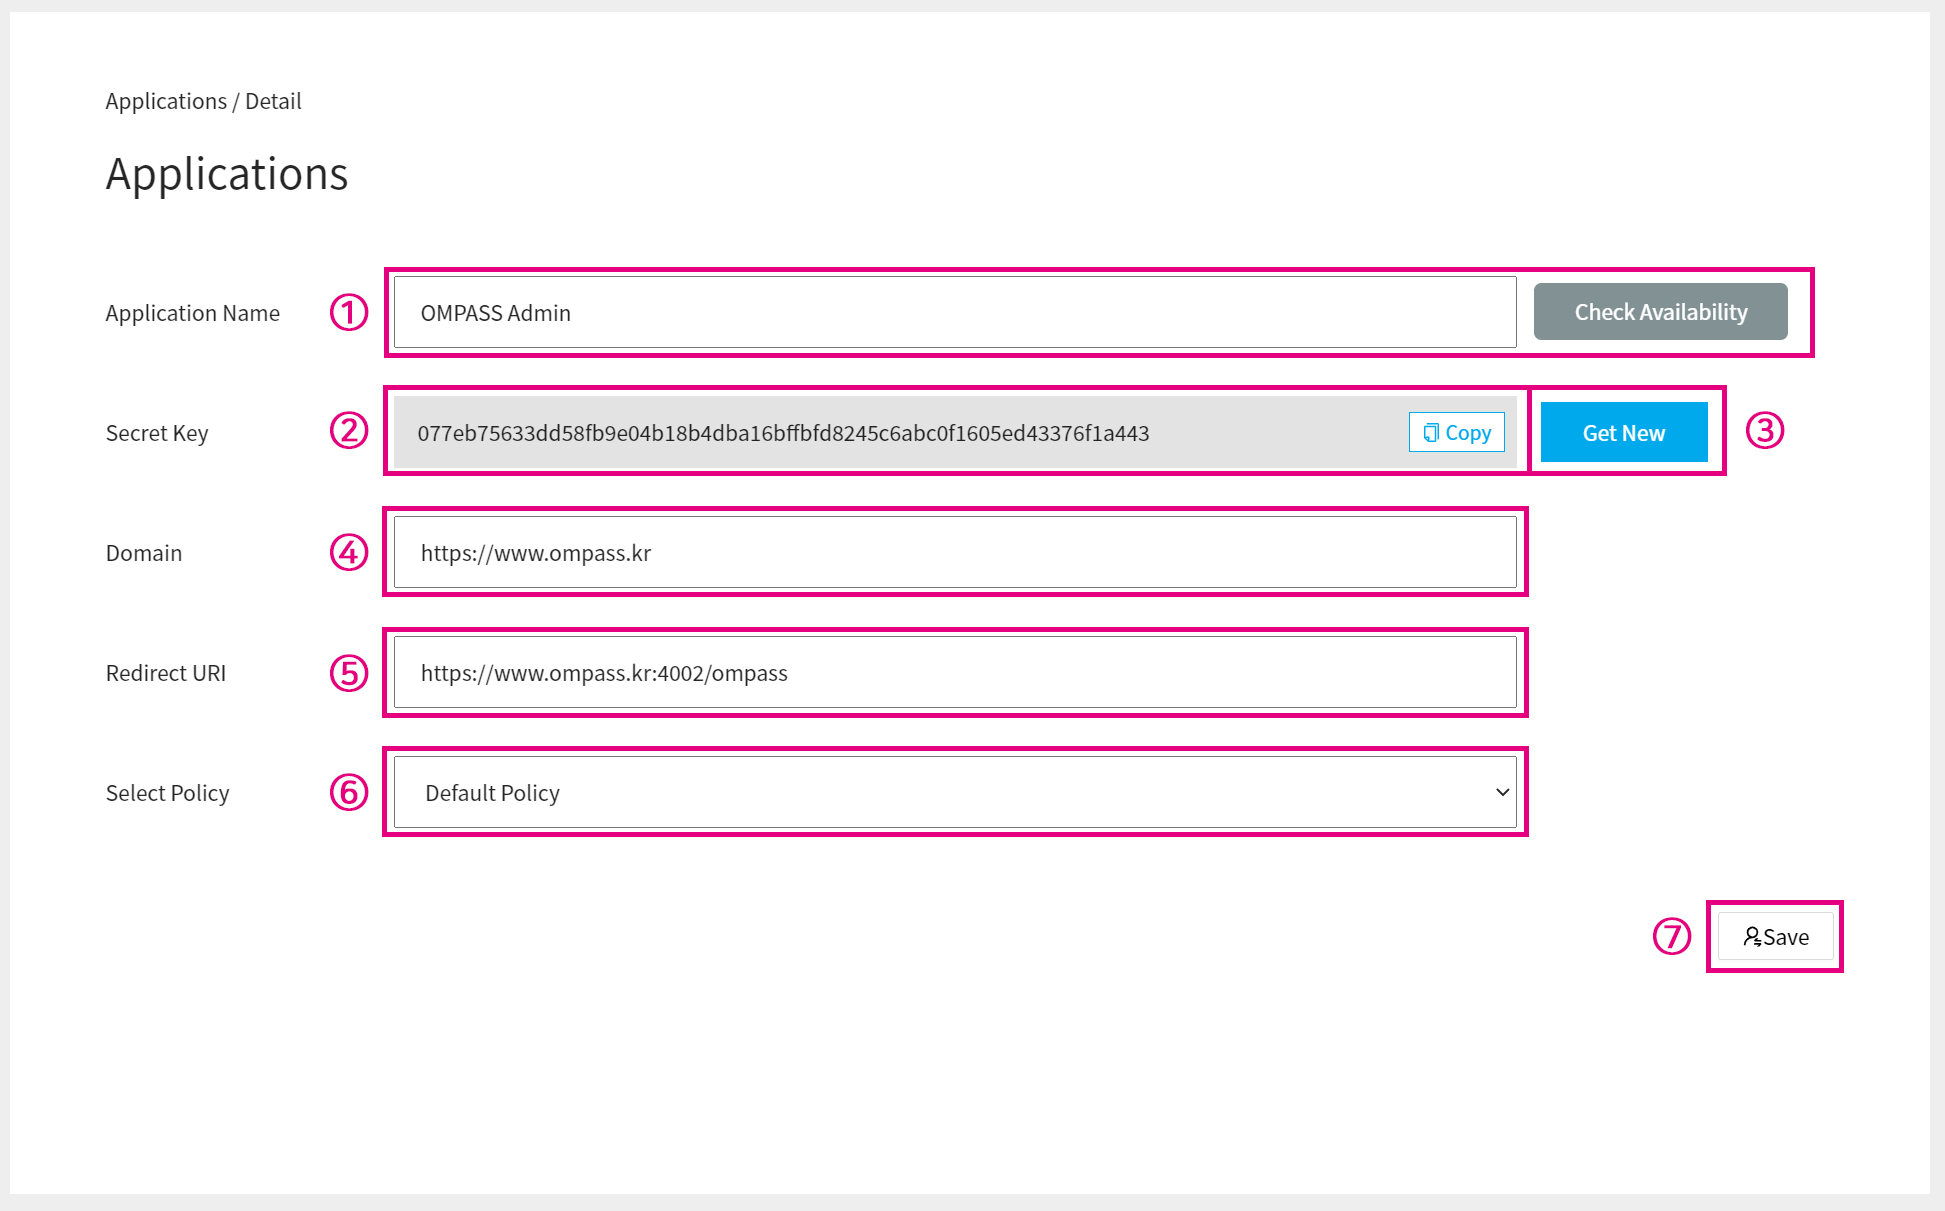 Applications / Detail
Applications
Application Name ① OMPASS Admin Check Availability
Secret Key ② 077eb75633dd58fb9e04b18b4dba16bffbfd8245c6abc0f1605ed43376f1a443 Copy Get New ③
Domain ④ https://www.ompass.kr
Redirect URI ⑤ https://www.ompass.kr:4002/ompass
Select Policy ⑥ Default Policy
⑦ Save